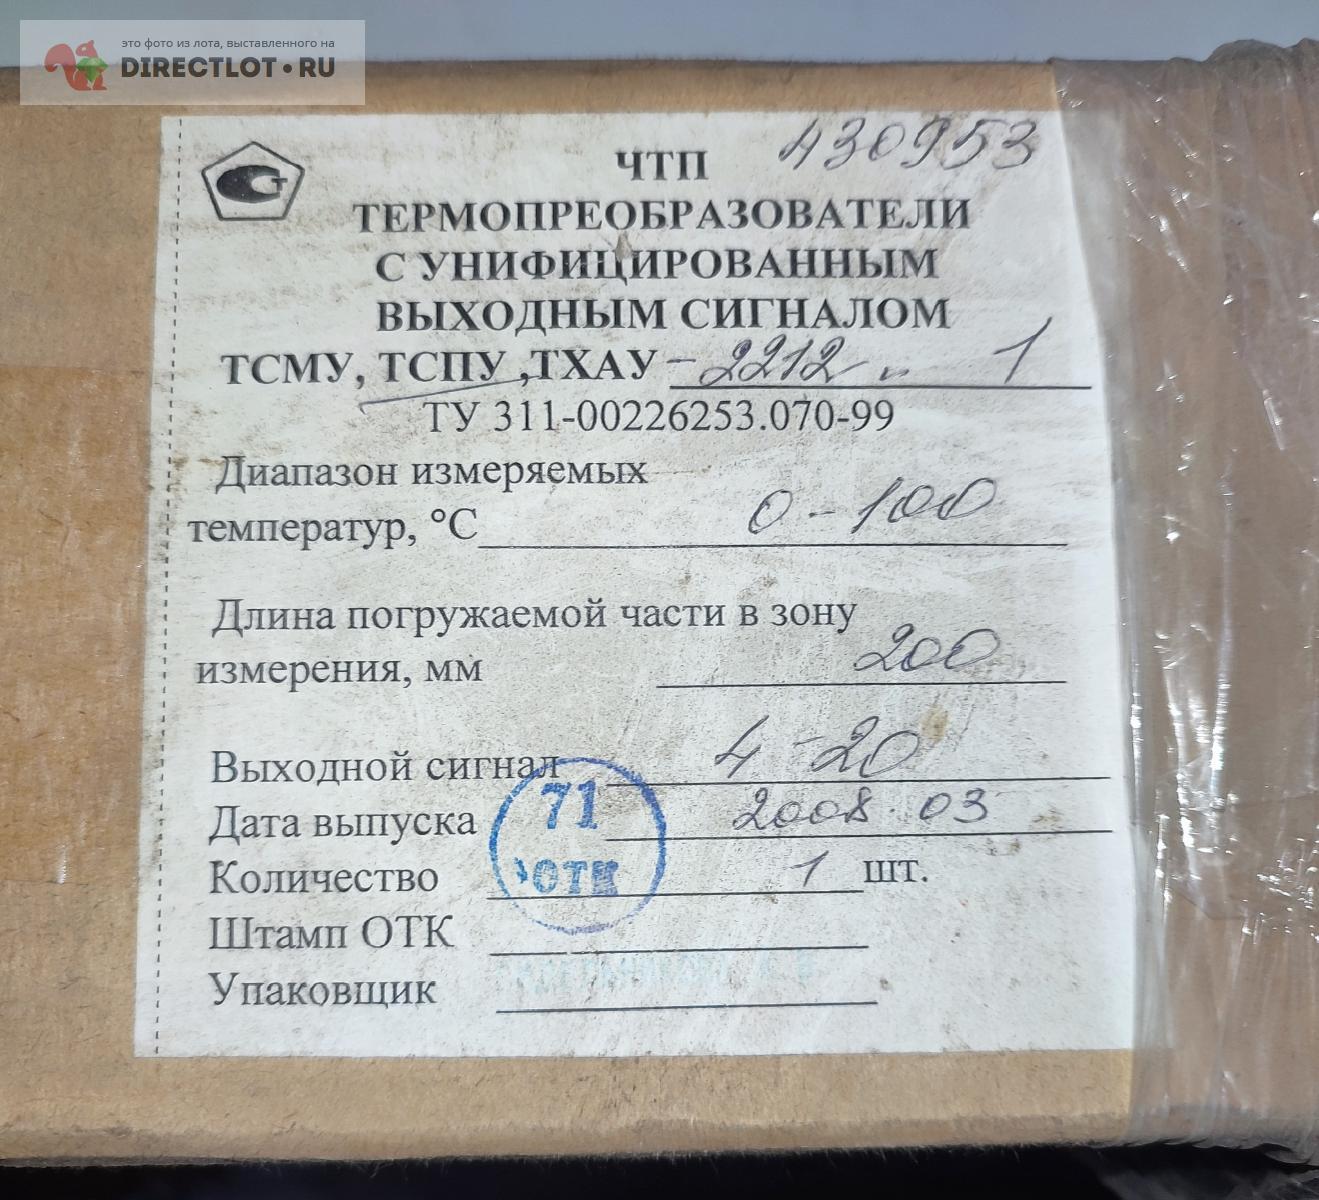 это фото из лота, выставленного на
DIRECTLOT.RU
430953
ЧТП
ТЕРМОПРЕОБРАЗОВАТЕЛИ
С УНИФИЦИРОВАННЫМ
ВЫХОДНЫМ СИГНАЛОМ
ТСМУ, ТСПУ ,ТХАУ -2212 1
ТУ 311-00226253.070-99
Диапазон измеряемых
температур, °С 0-100
Длина погружаемой части в зону
измерения, мм 200
Выходной сигнал 4-20
Дата выпуска 2008.03
Количество 1 шт.
71
ОТК
Штамп ОТК
Упаковщик